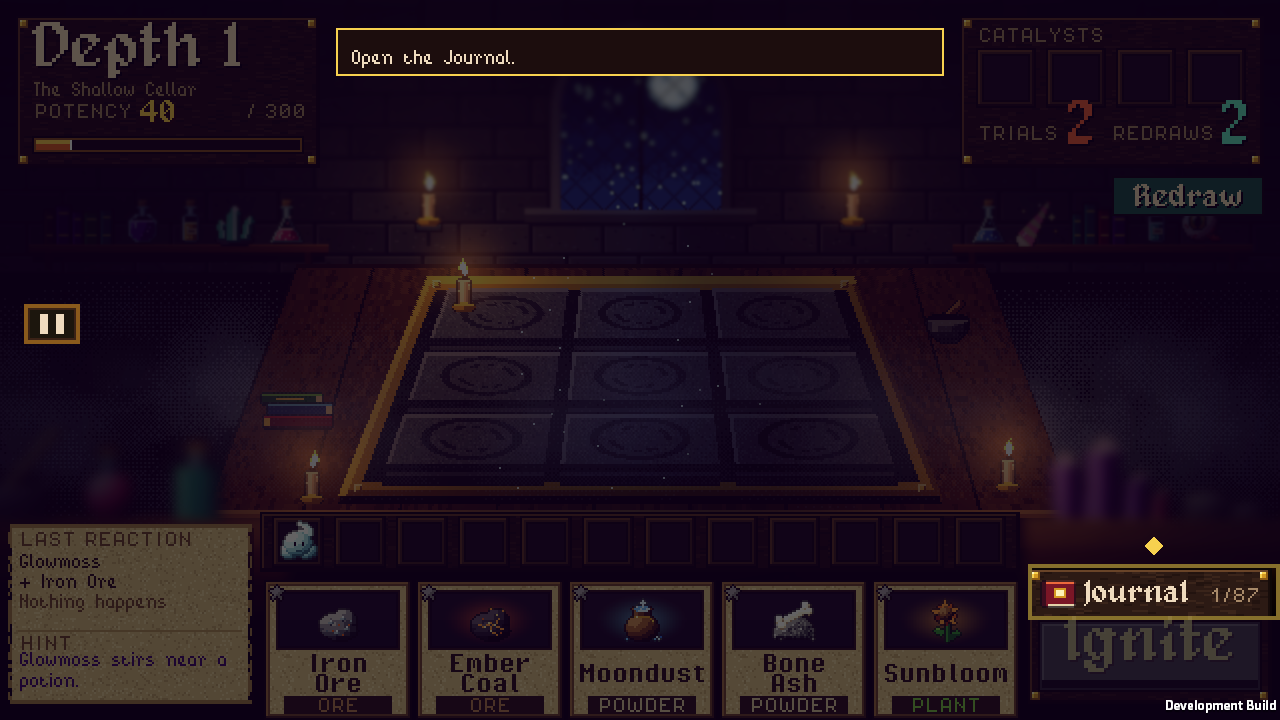 Depth 1
The Shallow Cellar
POTENCY 40 / 300
Open the Journal.
CATALYSTS
TRIALS 2 REDRAWS 2
Redraw
LAST REACTION
Glowmoss
+ Iron Ore
Nothing happens
HINT
Glowmoss stirs near a
potion.
Iron
Ore
ORE
Ember
Coal
ORE
Moondust
POWDER
Bone
Ash
POWDER
Sunbloom
PLANT
Journal 1/87
Ignite
Development Build